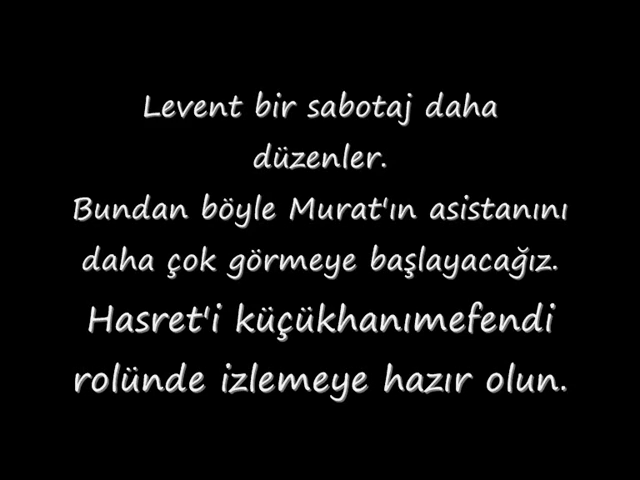 Levent bir sabotaj daha
düzenler.
Bundan böyle Murat'ın asistanını
daha çok görmeye başlayacağız.
Hasret'i küçükhanımefendi
rolünde izlemeye hazır olun.